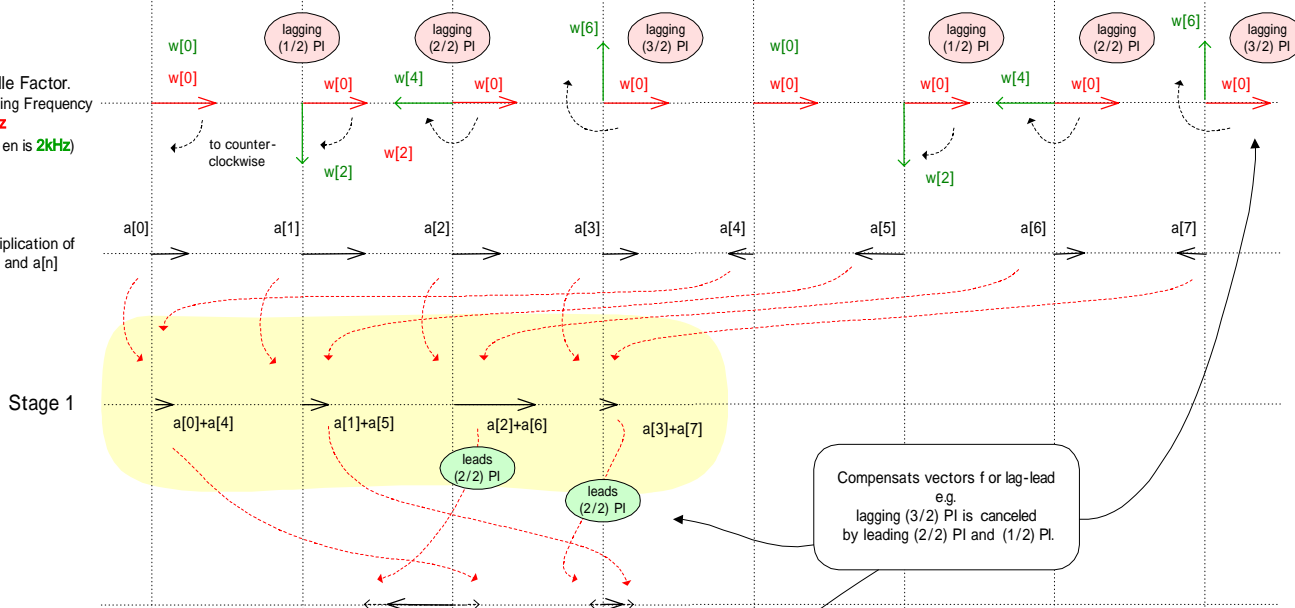 lagging
(1/2) PI
lagging
(2/2) PI
w[6]
lagging
(3/2) PI
lagging
(1/2) PI
lagging
(2/2) PI
w[6]
lagging
(3/2) PI
w[0]
w[0]
w[0]
w[4]
w[0]
w[0]
w[0]
w[0]
w[0]
w[4]
w[0]
w[0]
lle Factor.
ing Frequency
z
en is 2kHz)
to counter-
clockwise
w[2]
w[2]
w[2]
a[0]
a[1]
a[2]
a[3]
a[4]
a[5]
a[6]
a[7]
iplication of
and a[n]
Stage 1
a[0]+a[4]
a[1]+a[5]
a[2]+a[6]
a[3]+a[7]
leads
(2/2) PI
leads
(2/2) PI
Compensats vectors for lag-lead
e.g.
lagging (3/2) PI is canceled
by leading (2/2) PI and (1/2) PI.